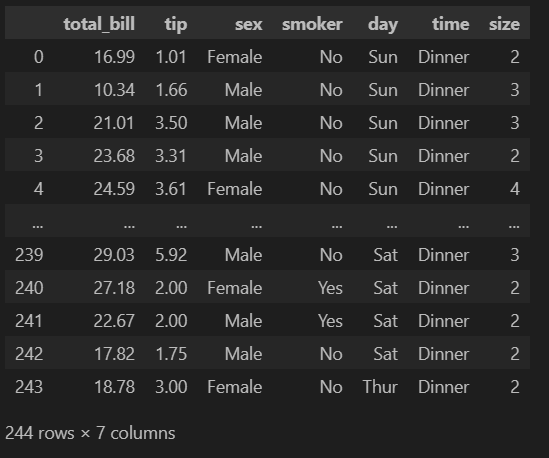 total_bill tip sex smoker day time size
0 16.99 1.01 Female No Sun Dinner 2
1 10.34 1.66 Male No Sun Dinner 3
2 21.01 3.50 Male No Sun Dinner 3
3 23.68 3.31 Male No Sun Dinner 2
4 24.59 3.61 Female No Sun Dinner 4
... ... ... ... ... ... ... ...
239 29.03 5.92 Male No Sat Dinner 3
240 27.18 2.00 Female Yes Sat Dinner 2
241 22.67 2.00 Male Yes Sat Dinner 2
242 17.82 1.75 Male No Sat Dinner 2
243 18.78 3.00 Female No Thur Dinner 2
244 rows × 7 columns